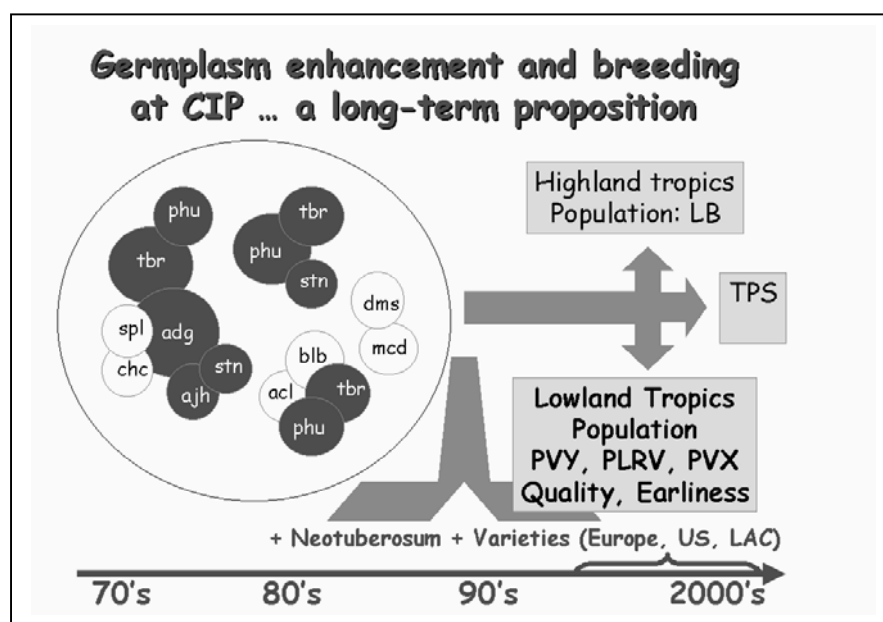 Germplasm enhancement and breeding
at CIP ... a long-term proposition
phu
tbr
tbr
phu
stn
dms
spl
adg
mcd
chc
stn
blb
ajh
acl
tbr
phu
Highland tropics
Population: LB
TPS
Lowland Tropics
Population
PVY, PLRV, PVX
Quality, Earliness
+ Neotuberosum + Varieties (Europe, US, LAC)
70's 80's 90's 2000's